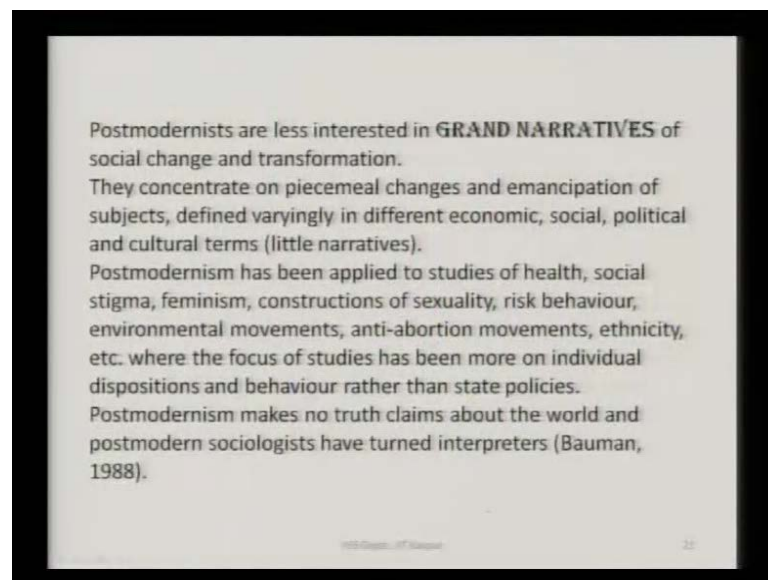 Postmodernists are less interested in GRAND NARRATIVES of
social change and transformation.
They concentrate on piecemeal changes and emancipation of
subjects, defined varyingly in different economic, social, political
and cultural terms (little narratives).
Postmodernism has been applied to studies of health, social
stigma, feminism, constructions of sexuality, risk behaviour,
environmental movements, anti-abortion movements, ethnicity,
etc. where the focus of studies has been more on individual
dispositions and behaviour rather than state policies.
Postmodernism makes no truth claims about the world and
postmodern sociologists have turned interpreters (Bauman,
1988).